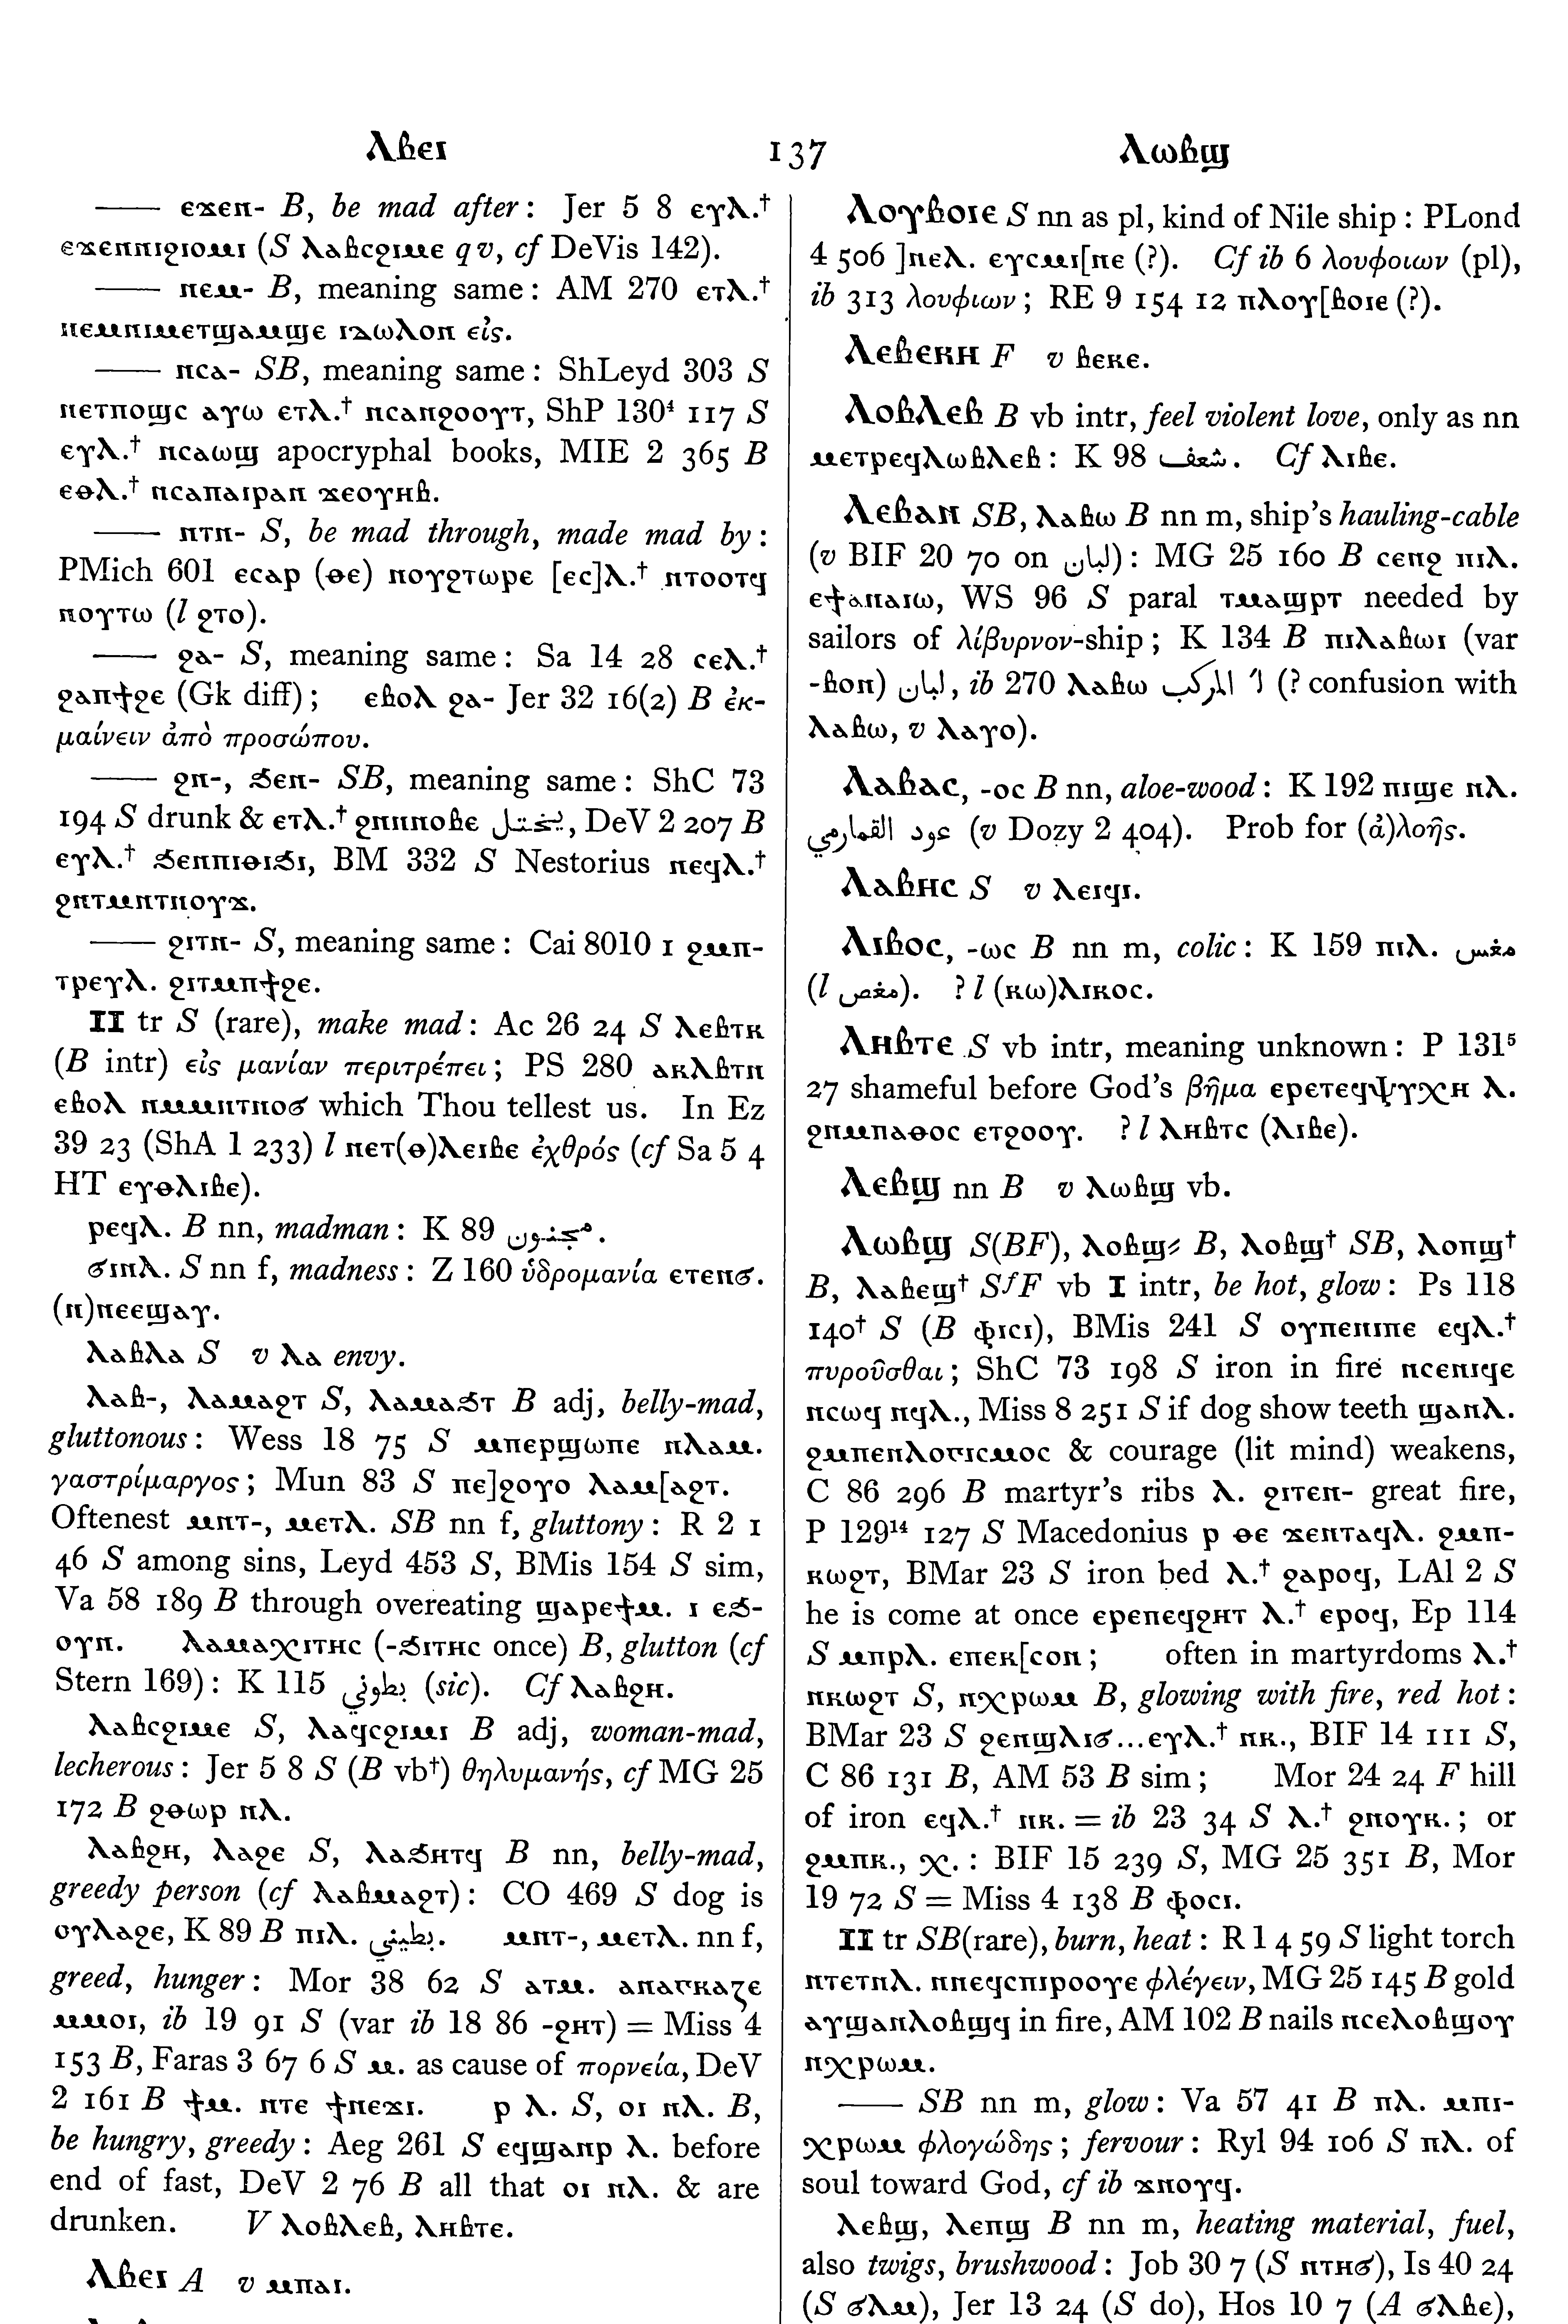 ⲗⲃⲉⲓ 137 ⲗⲱⲃϣ
—— ⲉϫⲉⲛ- B, be mad after: Jer 5 8 ⲉⲩⲗ.†
ⲉϫⲉⲛⲛⲓϩⲓⲟⲙⲓ (S ⲗⲁⲃⲥϩⲓⲙⲉ q v, cf DeVis 142).
—— ⲛⲉⲙ- B, meaning same: AM 270 ⲉⲧⲗ.†
ⲛⲉⲙⲡⲓⲙⲉⲧϣⲁⲙϣⲉ ⲓⲇⲱⲗⲟⲛ εἰς.
—— ⲛⲥⲁ- SB, meaning same: ShLeyd 303 S
ⲛⲉⲧⲡⲟϣⲥ ⲁⲩⲱ ⲉⲧⲗ.† ⲛⲥⲁⲛϩⲟⲟⲩⲧ, ShP 130⁴ 117 S
ⲉⲩⲗ.† ⲛⲥⲁⲱϣ apocryphal books, MIE 2 365 B
ⲉⲑⲗ.† ⲛⲥⲁⲡⲁⲓⲣⲁⲛ ϫⲉⲟⲩⲏⲃ.
—— ⲛⲧⲛ- S, be mad through, made mad by:
PMich 601 ⲉⲥⲁⲣ (ⲑⲉ) ⲛⲟⲩϩⲧⲱⲣⲉ [ⲉⲥ]ⲗ.† ⲛⲧⲟⲟⲧϥ
ⲛⲟⲩⲧⲱ (l ϩⲧⲟ).
—— ϩⲁ- S, meaning same: Sa 14 28 ⲥⲉⲗ.†
ϩⲁⲡϯϩⲉ (Gk diff); ⲉⲃⲟⲗ ϩⲁ- Jer 32 16(2) B ἐκ-
μαίνειν ἀπὸ προσώπου.
—— ϩⲛ-, ϧⲉⲛ- SB, meaning same: ShC 73
194 S drunk & ⲉⲧⲗ.† ϩⲛⲛⲛⲟⲃⲉ يختل, DeV 2 207 B
ⲉⲩⲗ.† ϧⲉⲛⲡⲓⲑⲓϧⲓ, BM 332 S Nestorius ⲡⲉϥⲗ.†
ϩⲛⲧⲙⲛⲧⲛⲟⲩϫ.
—— ϩⲓⲧⲛ- S, meaning same: Cai 8010 1 ϩⲙⲡ-
ⲧⲣⲉⲩⲗ. ϩⲓⲧⲙⲡϯϩⲉ.
II tr S (rare), make mad: Ac 26 24 S ⲗⲉⲃⲧⲕ
(B intr) εἰς μανίαν περιτρέπει; PS 280 ⲁⲕⲗⲃⲧⲛ
ⲉⲃⲟⲗ ⲛⲙⲙⲛⲧⲛⲟϭ which Thou tellest us. In Ez
39 23 (ShA 1 233) l ⲡⲉⲧ(ⲑ)ⲗⲉⲓⲃⲉ ἐχθρός (cf Sa 5 4
HT ⲉⲩⲑⲗⲓⲃⲉ).
ⲣⲉϥⲗ. B nn, madman: K 89 مجنون.
ϭⲓⲛⲗ. S nn f, madness: Z 160 ὑδρομανία ⲉⲧⲉⲛϭ.
(ⲛ)ⲛⲉⲉϣⲁⲩ.
ⲗⲁⲃⲗⲁ S v ⲗⲁ envy.
ⲗⲁⲃ-, ⲗⲁⲙⲁϩⲧ S, ⲗⲁⲙⲁϧⲧ B adj, belly-mad,
gluttonous: Wess 18 75 S ⲙⲡⲉⲣϣⲱⲡⲉ ⲛⲗⲁⲙ.
γαστρίμαργος; Mun 83 S ⲡⲉ]ϩⲟⲩⲟ ⲗⲁⲙ[ⲁϩⲧ.
Oftenest ⲙⲛⲧ-, ⲙⲉⲧⲗ. SB nn f, gluttony: R 2 1
46 S among sins, Leyd 453 S, BMis 154 S sim,
Va 58 189 B through overeating ϣⲁⲣⲉϯⲙ. ⲓ ⲉϧ-
ⲟⲩⲛ. ⲗⲁⲙⲁⲭⲓⲧⲏⲥ (-ϧⲓⲧⲏⲥ once) B, glutton (cf
Stern 169): K 115 بطوني (sic). Cf ⲗⲁⲃϩⲏ.
ⲗⲁⲃⲥϩⲓⲙⲉ S, ⲗⲁϥⲥϩⲓⲙⲓ B adj, woman-mad,
lecherous: Jer 5 8 S (B vb†) θηλυμανής, cf MG 25
172 B ϩⲑⲱⲣ ⲛⲗ.
ⲗⲁⲃϩⲏ, ⲗⲁϩⲉ S, ⲗⲁϧⲏⲧϥ B nn, belly-mad,
greedy person (cf ⲗⲁⲃⲙⲁϩⲧ): CO 469 S dog is
ⲟⲩⲗⲁϩⲉ, K 89 B ⲡⲓⲗ. بطيني. ⲙⲛⲧ-, ⲙⲉⲧⲗ. nn f,
greed, hunger: Mor 38 62 S ⲁⲧⲙ. ⲁⲛⲁⲅⲕⲁⲍⲉ
ⲙⲙⲟⲓ, ib 19 91 S (var ib 18 86 -ϩⲏⲧ) = Miss 4
153 B, Faras 3 67 6 S ⲙ. as cause of πορνεία, DeV
2 161 B ϯⲙ. ⲛⲧⲉ ϯⲛⲉϫⲓ. ⲣ ⲗ. S, ⲟⲓ ⲛⲗ. B,
be hungry, greedy: Aeg 261 S ⲉϥϣⲁⲛⲣ ⲗ. before
end of fast, DeV 2 76 B all that ⲟⲓ ⲛⲗ. & are
drunken. V ⲗⲟⲃⲗⲉⲃ, ⲗⲏⲃⲧⲉ.
ⲗⲃⲉⲓ A v ⲙⲡⲁⲓ.
ⲗⲟⲩⲃⲟⲓⲉ S nn as pl, kind of Nile ship: PLond
4 506 ]ⲛⲉⲗ. ⲉⲩⲥⲙⲓ[ⲛⲉ (?). Cf ib 6 λουφοιων (pl),
ib 313 λουφιων; RE 9 154 12 ⲡⲗⲟⲩ[ⲃⲟⲓⲉ (?).
ⲗⲉⲃⲉⲕⲏ F v ⲃⲉⲕⲉ.
ⲗⲟⲃⲗⲉⲃ B vb intr, feel violent love, only as nn
ⲙⲉⲧⲣⲉϥⲗⲱⲃⲗⲉⲃ: K 98 شعف. Cf ⲗⲓⲃⲉ.
ⲗⲉⲃⲁⲛ SB, ⲗⲁⲃⲱ B nn m, ship's hauling-cable
(v BIF 20 70 on لبان): MG 25 160 B ⲥⲉⲛϩ ⲡⲓⲗ.
ⲉϯⲁⲛⲁⲓⲱ, WS 96 S paral ⲧⲙⲁϣⲣⲧ needed by
sailors of λίβυρνον-ship; K 134 B ⲡⲓⲗⲁⲃⲱⲓ (var
-ⲃⲟⲛ) لبان, ib 270 ⲗⲁⲃⲱ ل' المركب (? confusion with
ⲗⲁⲃⲱ, v ⲗⲁⲩⲟ).
ⲗⲁⲃⲁⲥ, -ⲟⲥ B nn, aloe-wood: K 192 ⲡⲓϣⲉ ⲛⲗ.
عود القمارمي (v Dozy 2 404). Prob for (ἀ)λοῆς.
ⲗⲁⲃⲏⲥ S v ⲗⲉⲓϥⲓ.
ⲗⲓⲃⲟⲥ, -ⲱⲥ B nn m, colic: K 159 ⲡⲓⲗ. مغس
(l مغص). ? l (ⲕⲱ)ⲗⲓⲕⲟⲥ.
ⲗⲏⲃⲧⲉ S vb intr, meaning unknown: P 131⁵
27 shameful before God's βῆμα ⲉⲣⲉⲧⲉϥⲯⲩⲭⲏ ⲗ.
ϩⲛⲙⲡⲁⲑⲟⲥ ⲉⲧϩⲟⲟⲩ. ? l ⲗⲏⲃⲧⲥ (ⲗⲓⲃⲉ).
ⲗⲉⲃϣ nn B v ⲗⲱⲃϣ vb.
ⲗⲱⲃϣ S(BF), ⲗⲟⲃϣ⸗ B, ⲗⲟⲃϣ† SB, ⲗⲟⲡϣ†
B, ⲗⲁⲃⲉϣ† SᶠF vb I intr, be hot, glow: Ps 118
140† S (B ⲫⲓⲥⲓ), BMis 241 S ⲟⲩⲡⲉⲛⲓⲡⲉ ⲉϥⲗ.†
πυροῦσθαι; ShC 73 198 S iron in fire ⲛⲥⲉⲛⲓϥⲉ
ⲛⲥⲱϥ ⲛϥⲗ., Miss 8 251 S if dog show teeth ϣⲁⲛⲗ.
ϩⲙⲡⲉⲛⲗⲟⲅⲓⲥⲙⲟⲥ & courage (lit mind) weakens,
C 86 296 B martyr's ribs ⲗ. ϩⲓⲧⲉⲛ- great fire,
P 129¹⁴ 127 S Macedonius ⲣ ⲑⲉ ϫⲉⲛⲧⲁϥⲗ. ϩⲙⲡ-
ⲕⲱϩⲧ, BMar 23 S iron bed ⲗ.† ϩⲁⲣⲟϥ, LAl 2 S
he is come at once ⲉⲣⲉⲡⲉϥϩⲏⲧ ⲗ.† ⲉⲣⲟϥ, Ep 114
S ⲙⲡⲣⲗ. ⲉⲡⲉⲕ[ⲥⲟⲛ; often in martyrdoms ⲗ.†
ⲛⲕⲱϩⲧ S, ⲛⲭⲣⲱⲙ B, glowing with fire, red hot:
BMar 23 S ϩⲉⲛϣⲗⲓϭ...ⲉⲩⲗ.† ⲛⲕ., BIF 14 111 S,
C 86 131 B, AM 53 B sim; Mor 24 24 F hill
of iron ⲉϥⲗ.† ⲛⲕ. = ib 23 34 S ⲗ.† ϩⲛⲟⲩⲕ.; or
ϩⲙⲡⲕ., ⲭ.: BIF 15 239 S, MG 25 351 B, Mor
19 72 S = Miss 4 138 B ⲫⲟⲥⲓ.
II tr SB(rare), burn, heat: R 1 4 59 S light torch
ⲛⲧⲉⲧⲛⲗ. ⲛⲛⲉϥⲥⲡⲓⲣⲟⲟⲩⲉ φλέγειν, MG 25 145 B gold
ⲁⲩϣⲁⲛⲗⲟⲃϣϥ in fire, AM 102 B nails ⲛⲥⲉⲗⲟⲃϣⲟⲩ
ⲛⲭⲣⲱⲙ.
—— SB nn m, glow: Va 57 41 B ⲡⲗ. ⲙⲡⲓ-
ⲭⲣⲱⲙ φλογώδης; fervour: Ryl 94 106 S ⲡⲗ. of
soul toward God, cf ib ϫⲛⲟⲩϥ.
ⲗⲉⲃϣ, ⲗⲉⲡϣ B nn m, heating material, fuel,
also twigs, brushwood: Job 30 7 (S ⲛⲧⲏϭ), Is 40 24
(S ϭⲗⲙ), Jer 13 24 (S do), Hos 10 7 (A ϭⲗⲃⲉ),